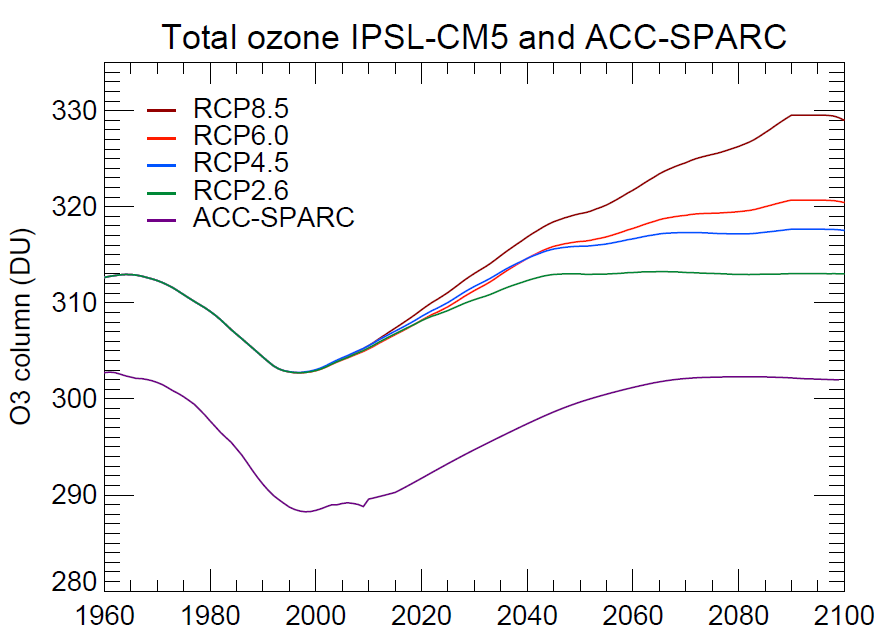 Total ozone IPSL-CM5 and ACC-SPARC
O3 column (DU)
330
320
310
300
290
280
RCP8.5
RCP6.0
RCP4.5
RCP2.6
ACC-SPARC
1960 1980 2000 2020 2040 2060 2080 2100